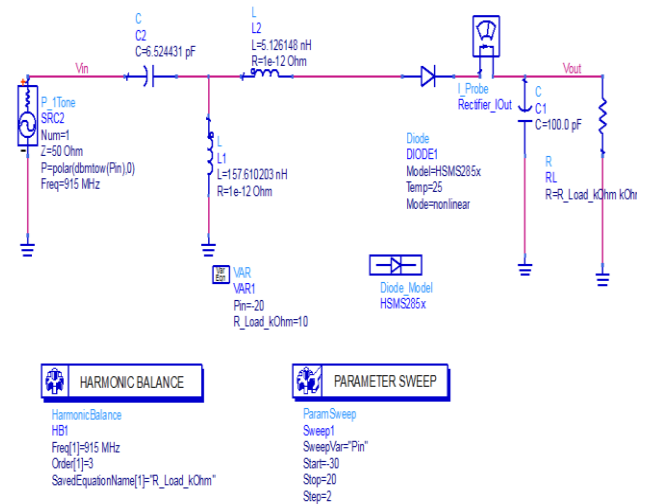 C
C2
C=6.524431 pF
L
L2
L=5.126148 nH
R=1e-12 Ohm
Vin
I_Probe
Rectifier_IOut
Vout
P_1Tone
SRC2
Num=1
Z=50 Ohm
P=polar(dbmtow(Pin),0)
Freq=915 MHz
L
L1
L=157.610203 nH
R=1e-12 Ohm
Diode
DIODE1
Model=HSMS285x
Temp=25
Mode=nonlinear
C
C1
C=100.0 pF
R
RL
R=R_Load_kOhm kOhm
Var
Eqn
VAR
VAR1
Pin=-20
R_Load_kOhm=10
Diode_Model
HSMS285x
HARMONIC BALANCE
HarmonicBalance
HB1
Freq[1]=915 MHz
Order[1]=3
SavedEquationName[1]="R_Load_kOhm"
PARAMETER SWEEP
ParamSweep
Sweep1
SweepVar="Pin"
Start=-30
Stop=20
Step=2